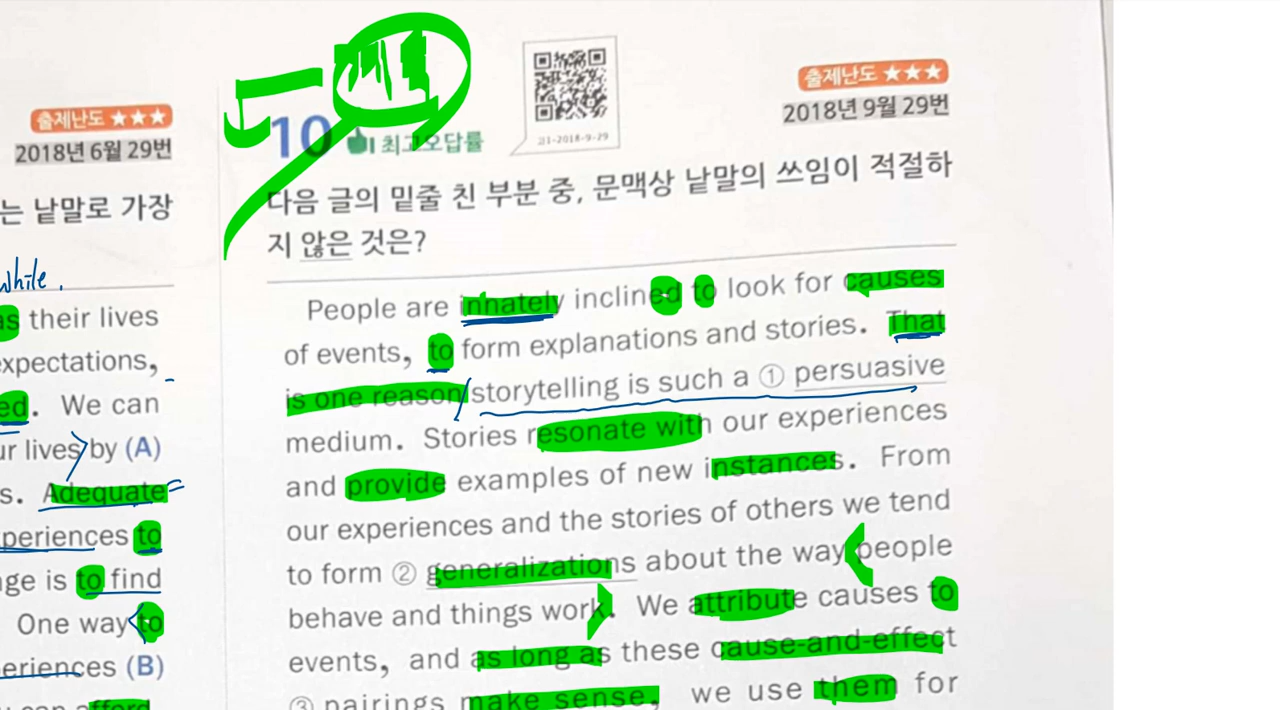 출제난도 ★★★
2018년 6월 29번
는 낱말로 가장
while.
as their lives
xpectations,
ed. We can
ur lives by (A)
s. Adequate
periences to
ge is to find
One way to
periences (B)
can afford
10 최고오답률
고1-2018-9-29
출제난도 ★★★
2018년 9월 29번
다음 글의 밑줄 친 부분 중, 문맥상 낱말의 쓰임이 적절하
지 않은 것은?
People are innately inclined to look for causes
of events, to form explanations and stories. That
is one reason storytelling is such a ① persuasive
medium. Stories resonate with our experiences
and provide examples of new instances. From
our experiences and the stories of others we tend
to form ② generalizations about the way people
behave and things work. We attribute causes to
events, and as long as these cause-and-effect
③ pairings make sense, we use them for